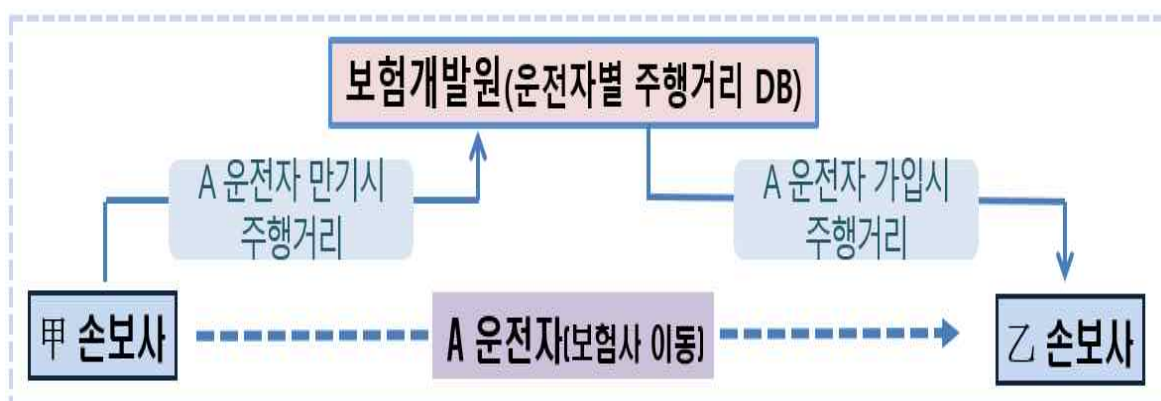 보험개발원(운전자별 주행거리 DB)
A 운전자 만기시
주행거리
A 운전자 가입시
주행거리
甲 손보사
A 운전자(보험사 이동)
乙 손보사